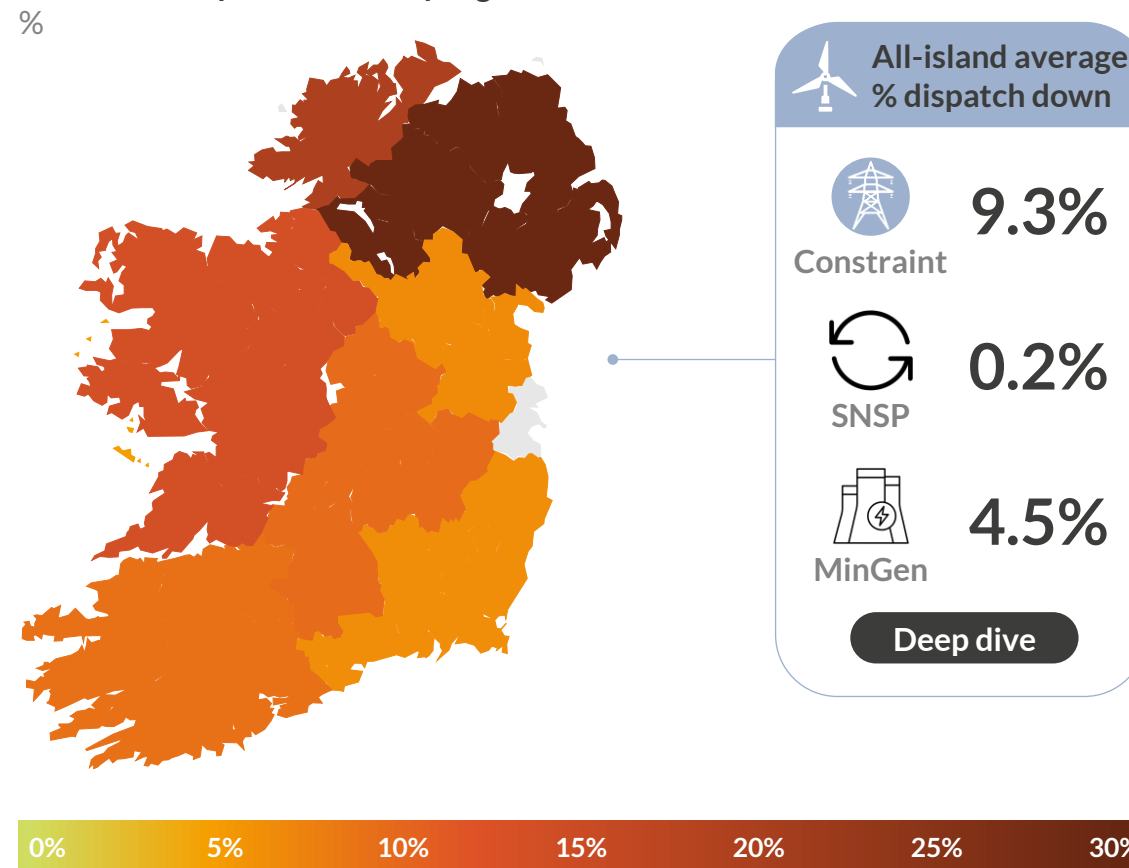 %
All-island average
% dispatch down
Constraint
9.3%
SNSP
0.2%
MinGen
4.5%
Deep dive
0%
5%
10%
15%
20%
25%
30%